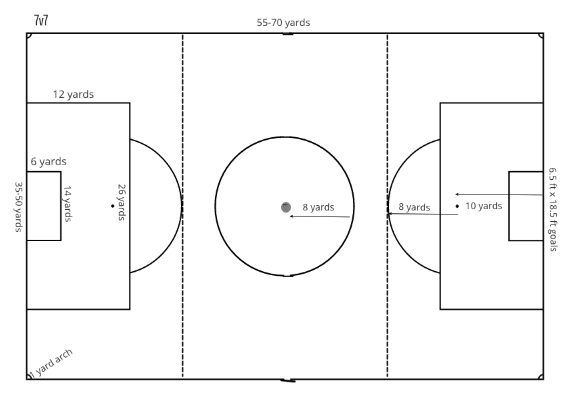 7v7
55-70 yards
12 yards
6 yards
35-50 yards
14 yards
26 yards
8 yards
8 yards
10 yards
6.5 ft x 18.5 ft goals
1 yard arch